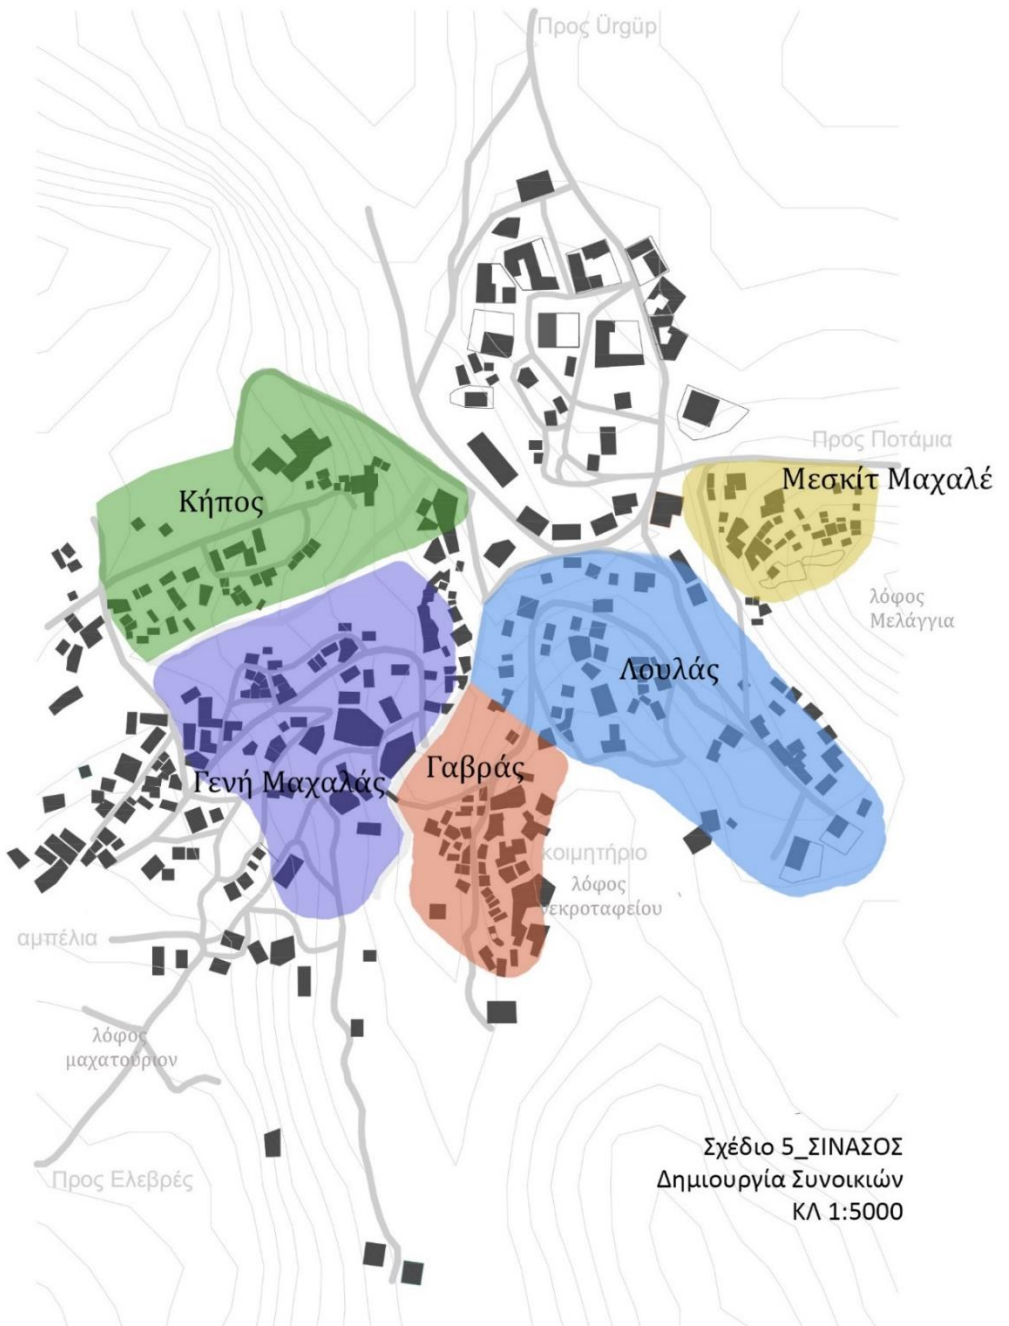 Προς Ürgüp
Προς Ποτάμια
Μεσκίτ Μαχαλέ
Κήπος
λόφος
Μελάγγια
Λουλάς
Γαβράς
Γενή Μαχαλάς
κοιμητήριο
λόφος
νεκροταφείου
αμπέλια
λόφος
μαχατούριον
Προς Ελεβρές
Σχέδιο 5_ΣΙΝΑΣΟΣ
Δημιουργία Συνοικιών
ΚΛ 1:5000